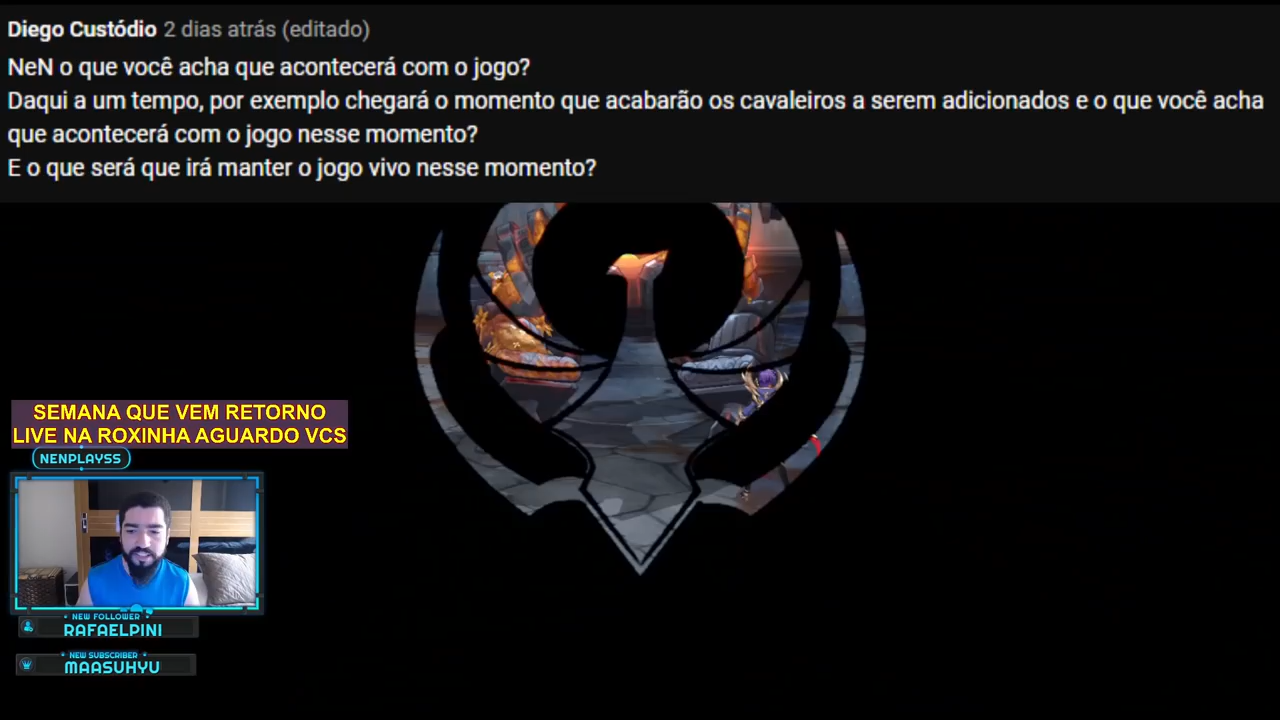 Diego Custódio 2 dias atrás (editado)
NeN o que você acha que acontecerá com o jogo?
Daqui a um tempo, por exemplo chegará o momento que acabarão os cavaleiros a serem adicionados e o que você acha
que acontecerá com o jogo nesse momento?
E o que será que irá manter o jogo vivo nesse momento?
SEMANA QUE VEM RETORNO
LIVE NA ROXINHA AGUARDO VCS
NENPLAYSS
NEW FOLLOWER
RAFAELPINI
NEW SUBSCRIBER
MAASUHYU